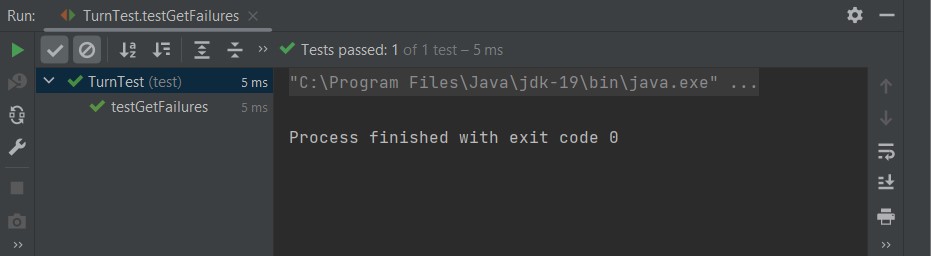 Run: TurnTest.testGetFailures
Tests passed: 1 of 1 test – 5 ms
TurnTest (test) 5 ms
testGetFailures 5 ms
"C:\Program Files\Java\jdk-19\bin\java.exe" ...
Process finished with exit code 0